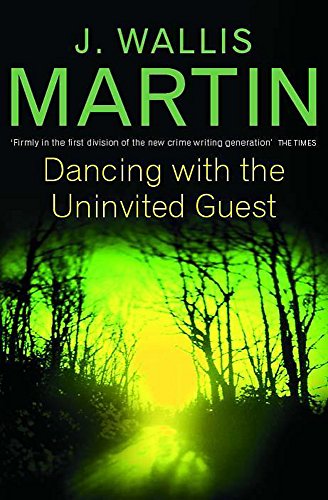 J. WALLIS
MARTIN
‘Firmly in the first division of the new crime writing generation’ THE TIMES
Dancing with the
Uninvited Guest